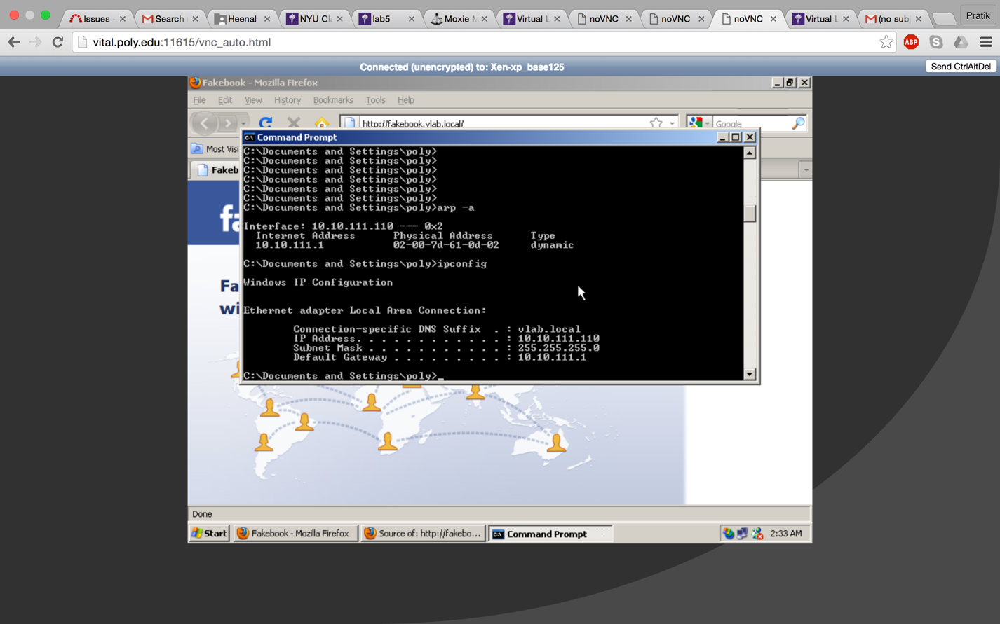 Issues
Search
Heenal
NYU Cl
lab5
Moxie M
Virtual L
noVNC
noVNC
noVNC
Virtual L
(no subj
Pratik
vital.poly.edu:11615/vnc_auto.html
ABP
Connected (unencrypted) to: Xen-xp_base125
Send CtrlAltDel
Fakebook - Mozilla Firefox
File Edit View History Bookmarks Tools Help
http://fakebook.vlab.local/
Google
Command Prompt
Most Visi
Fakeb
fa
Fa
wi
C:\Documents and Settings\poly>
C:\Documents and Settings\poly>
C:\Documents and Settings\poly>
C:\Documents and Settings\poly>
C:\Documents and Settings\poly>
C:\Documents and Settings\poly>
C:\Documents and Settings\poly>arp -a
Interface: 10.10.111.110 --- 0x2
Internet Address Physical Address Type
10.10.111.1 02-00-7d-61-0d-02 dynamic
C:\Documents and Settings\poly>ipconfig
Windows IP Configuration
Ethernet adapter Local Area Connection:
Connection-specific DNS Suffix . : vlab.local
IP Address. . . . . . . . . . . . : 10.10.111.110
Subnet Mask . . . . . . . . . . . : 255.255.255.0
Default Gateway . . . . . . . . . : 10.10.111.1
C:\Documents and Settings\poly>_
Done
Start
Fakebook - Mozilla Firefox
Source of: http://fakebo...
Command Prompt
2:33 AM